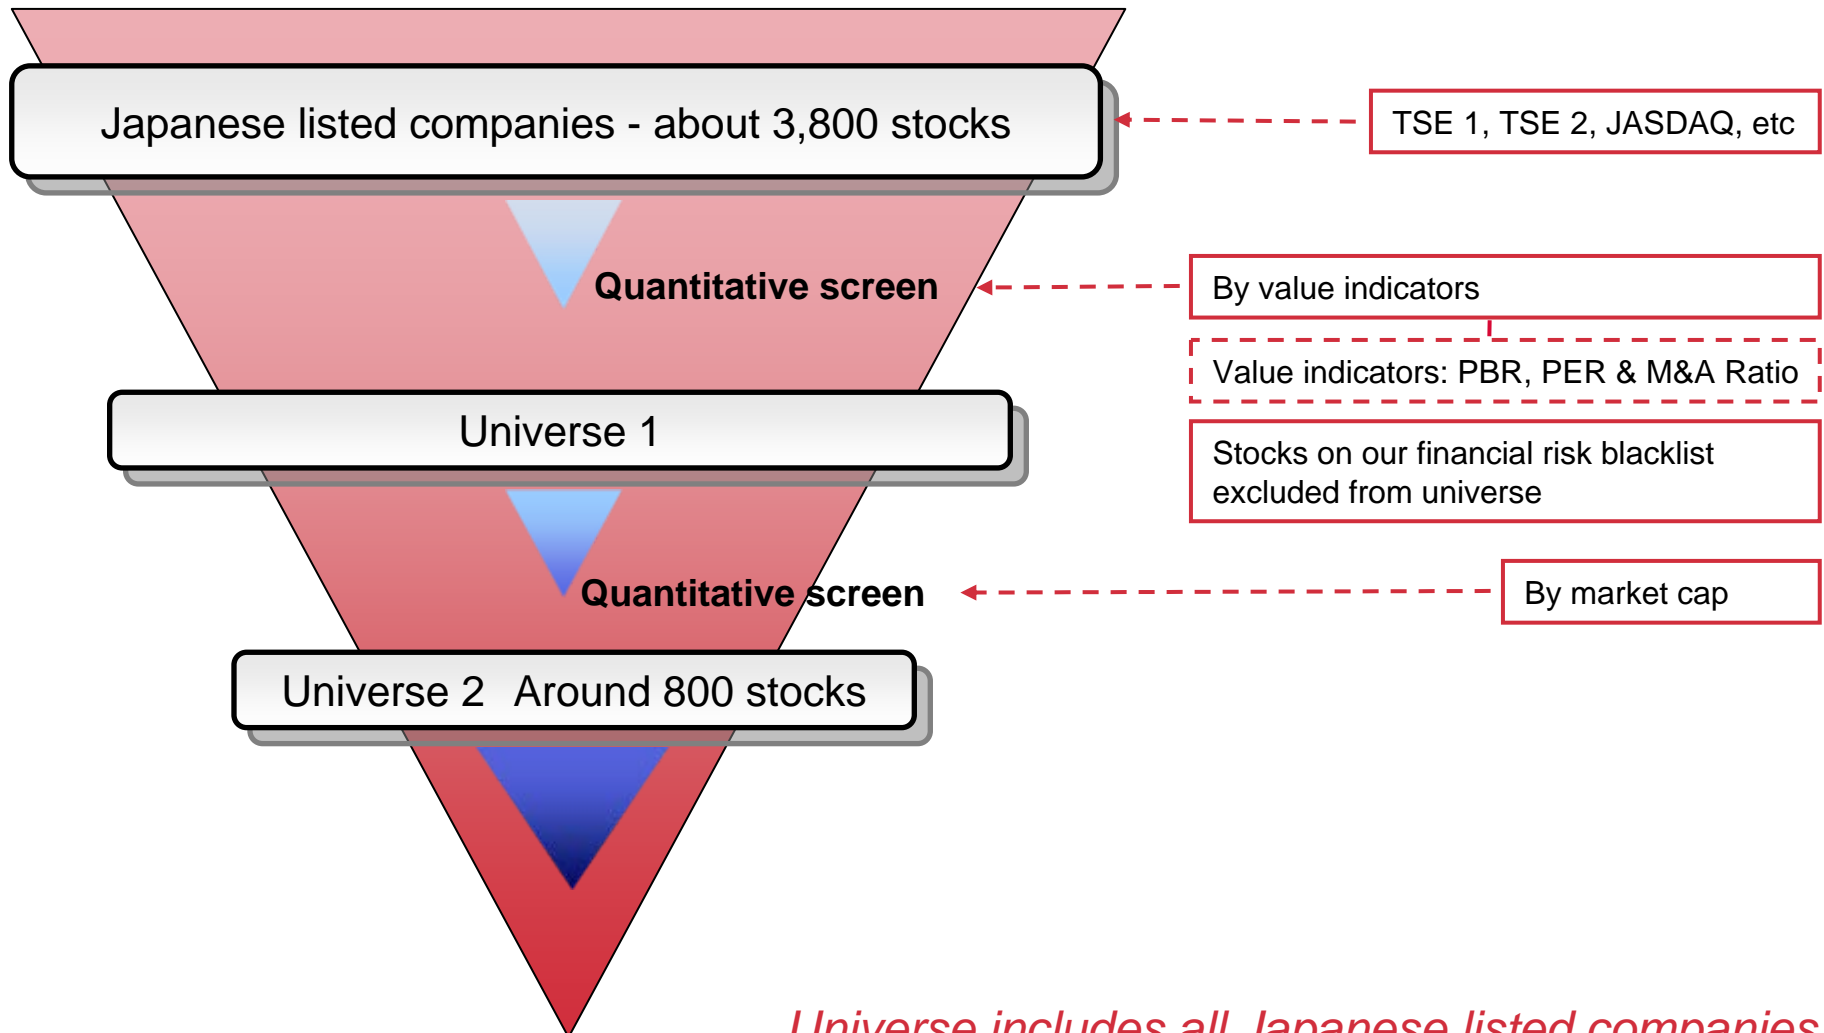 Japanese listed companies - about 3,800 stocks
TSE 1, TSE 2, JASDAQ, etc
Quantitative screen
By value indicators
Value indicators: PBR, PER & M&A Ratio
Universe 1
Stocks on our financial risk blacklist
excluded from universe
Quantitative screen
By market cap
Universe 2 Around 800 stocks
Universe includes all Japanese listed companies